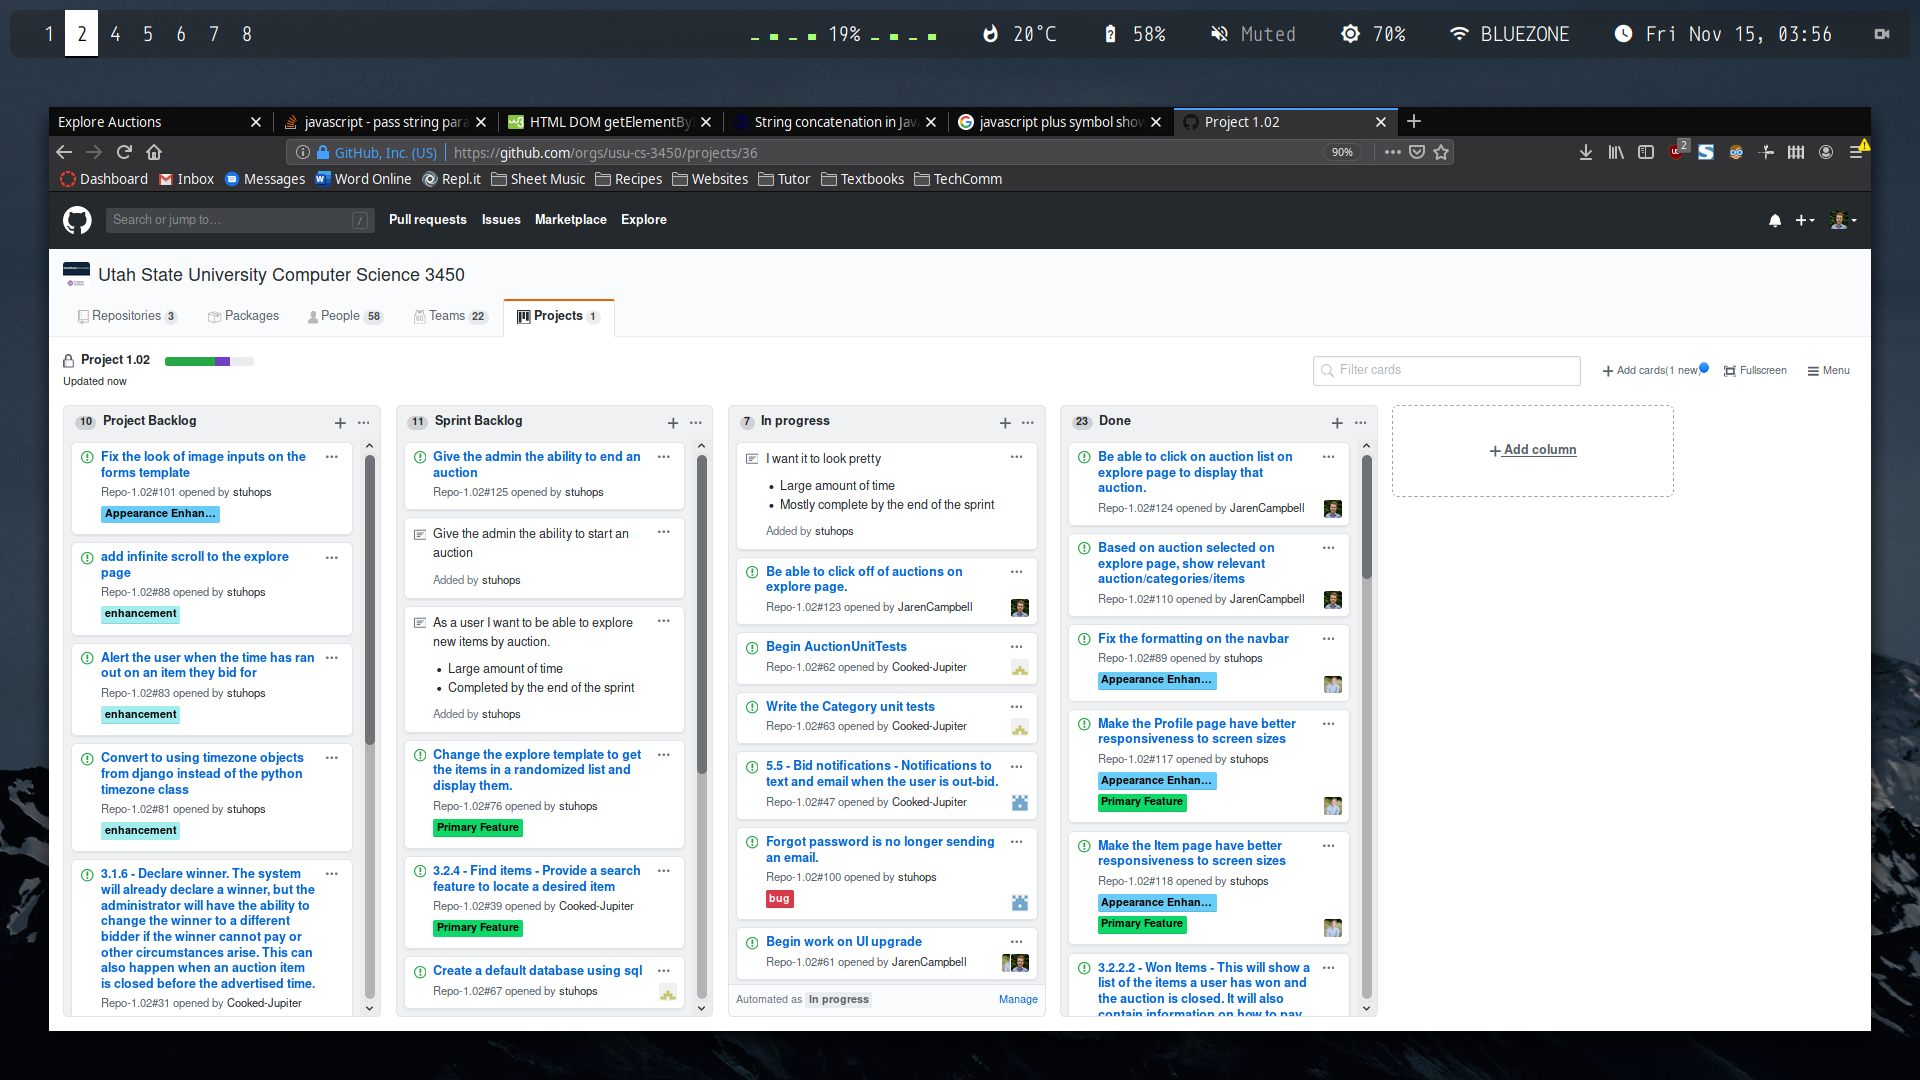 1 2 4 5 6 7 8 19% 20°C 58% Muted 70% BLUEZONE Fri Nov 15, 03:56
Explore Auctions javascript - pass string para HTML DOM getElementBy String concatenation in Jav javascript plus symbol show Project 1.02
GitHub, Inc. (US) https://github.com/orgs/usu-cs-3450/projects/36 90% 2
Dashboard Inbox Messages Word Online Repl.it Sheet Music Recipes Websites Tutor Textbooks TechComm
Search or jump to… / Pull requests Issues Marketplace Explore
Utah State University Computer Science 3450
Repositories 3 Packages People 58 Teams 22 Projects 1
Project 1.02
Updated now
Filter cards
Add cards(1 new) Fullscreen Menu
10 Project Backlog
Fix the look of image inputs on the
forms template
Repo-1.02#101 opened by stuhops
Appearance Enhan...
add infinite scroll to the explore
page
Repo-1.02#88 opened by stuhops
enhancement
Alert the user when the time has ran
out on an item they bid for
Repo-1.02#83 opened by stuhops
enhancement
Convert to using timezone objects
from django instead of the python
timezone class
Repo-1.02#81 opened by stuhops
enhancement
3.1.6 - Declare winner. The system
will already declare a winner, but the
administrator will have the ability to
change the winner to a different
bidder if the winner cannot pay or
other circumstances arise. This can
also happen when an auction item
is closed before the advertised time.
Repo-1.02#31 opened by Cooked-Jupiter
11 Sprint Backlog
Give the admin the ability to end an
auction
Repo-1.02#125 opened by stuhops
Give the admin the ability to start an
auction
Added by stuhops
As a user I want to be able to explore
new items by auction.
• Large amount of time
• Completed by the end of the sprint
Added by stuhops
Change the explore template to get
the items in a randomized list and
display them.
Repo-1.02#76 opened by stuhops
Primary Feature
3.2.4 - Find items - Provide a search
feature to locate a desired item
Repo-1.02#39 opened by Cooked-Jupiter
Primary Feature
Create a default database using sql
Repo-1.02#67 opened by stuhops
7 In progress
I want it to look pretty
• Large amount of time
• Mostly complete by the end of the sprint
Added by stuhops
Be able to click off of auctions on
explore page.
Repo-1.02#123 opened by JarenCampbell
Begin AuctionUnitTests
Repo-1.02#62 opened by Cooked-Jupiter
Write the Category unit tests
Repo-1.02#63 opened by Cooked-Jupiter
5.5 - Bid notifications - Notifications to
text and email when the user is out-bid.
Repo-1.02#47 opened by Cooked-Jupiter
Forgot password is no longer sending
an email.
Repo-1.02#100 opened by stuhops
bug
Begin work on UI upgrade
Repo-1.02#61 opened by JarenCampbell
Automated as In progress Manage
23 Done
Be able to click on auction list on
explore page to display that
auction.
Repo-1.02#124 opened by JarenCampbell
Based on auction selected on
explore page, show relevant
auction/categories/items
Repo-1.02#110 opened by JarenCampbell
Fix the formatting on the navbar
Repo-1.02#89 opened by stuhops
Appearance Enhan...
Make the Profile page have better
responsiveness to screen sizes
Repo-1.02#117 opened by stuhops
Appearance Enhan...
Primary Feature
Make the Item page have better
responsiveness to screen sizes
Repo-1.02#118 opened by stuhops
Appearance Enhan...
Primary Feature
3.2.2.2 - Won Items - This will show a
list of the items a user has won and
the auction is closed. It will also
contain information on how to pay
Add column